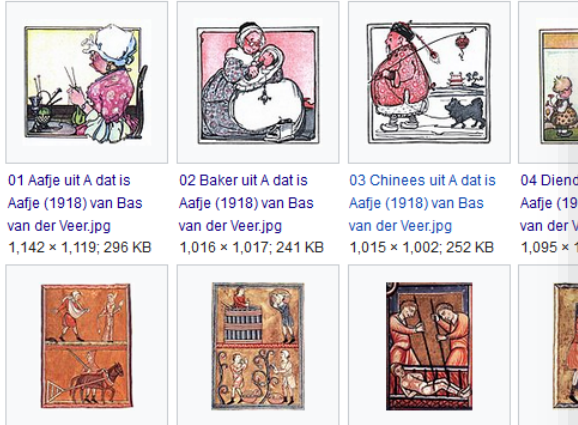 01 Aafje uit A dat is
Aafje (1918) van Bas
van der Veer.jpg
1,142 × 1,119; 296 KB
02 Baker uit A dat is
Aafje (1918) van Bas
van der Veer.jpg
1,016 × 1,017; 241 KB
03 Chinees uit A dat is
Aafje (1918) van Bas
van der Veer.jpg
1,015 × 1,002; 252 KB
04
Aafje
van der
1,095 ×